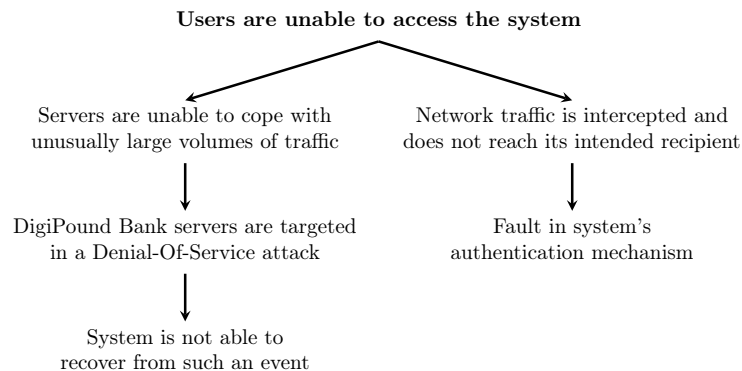 Users are unable to access the system
Servers are unable to cope with
unusually large volumes of traffic
Network traffic is intercepted and
does not reach its intended recipient
DigiPound Bank servers are targeted
in a Denial-Of-Service attack
Fault in system's
authentication mechanism
System is not able to
recover from such an event